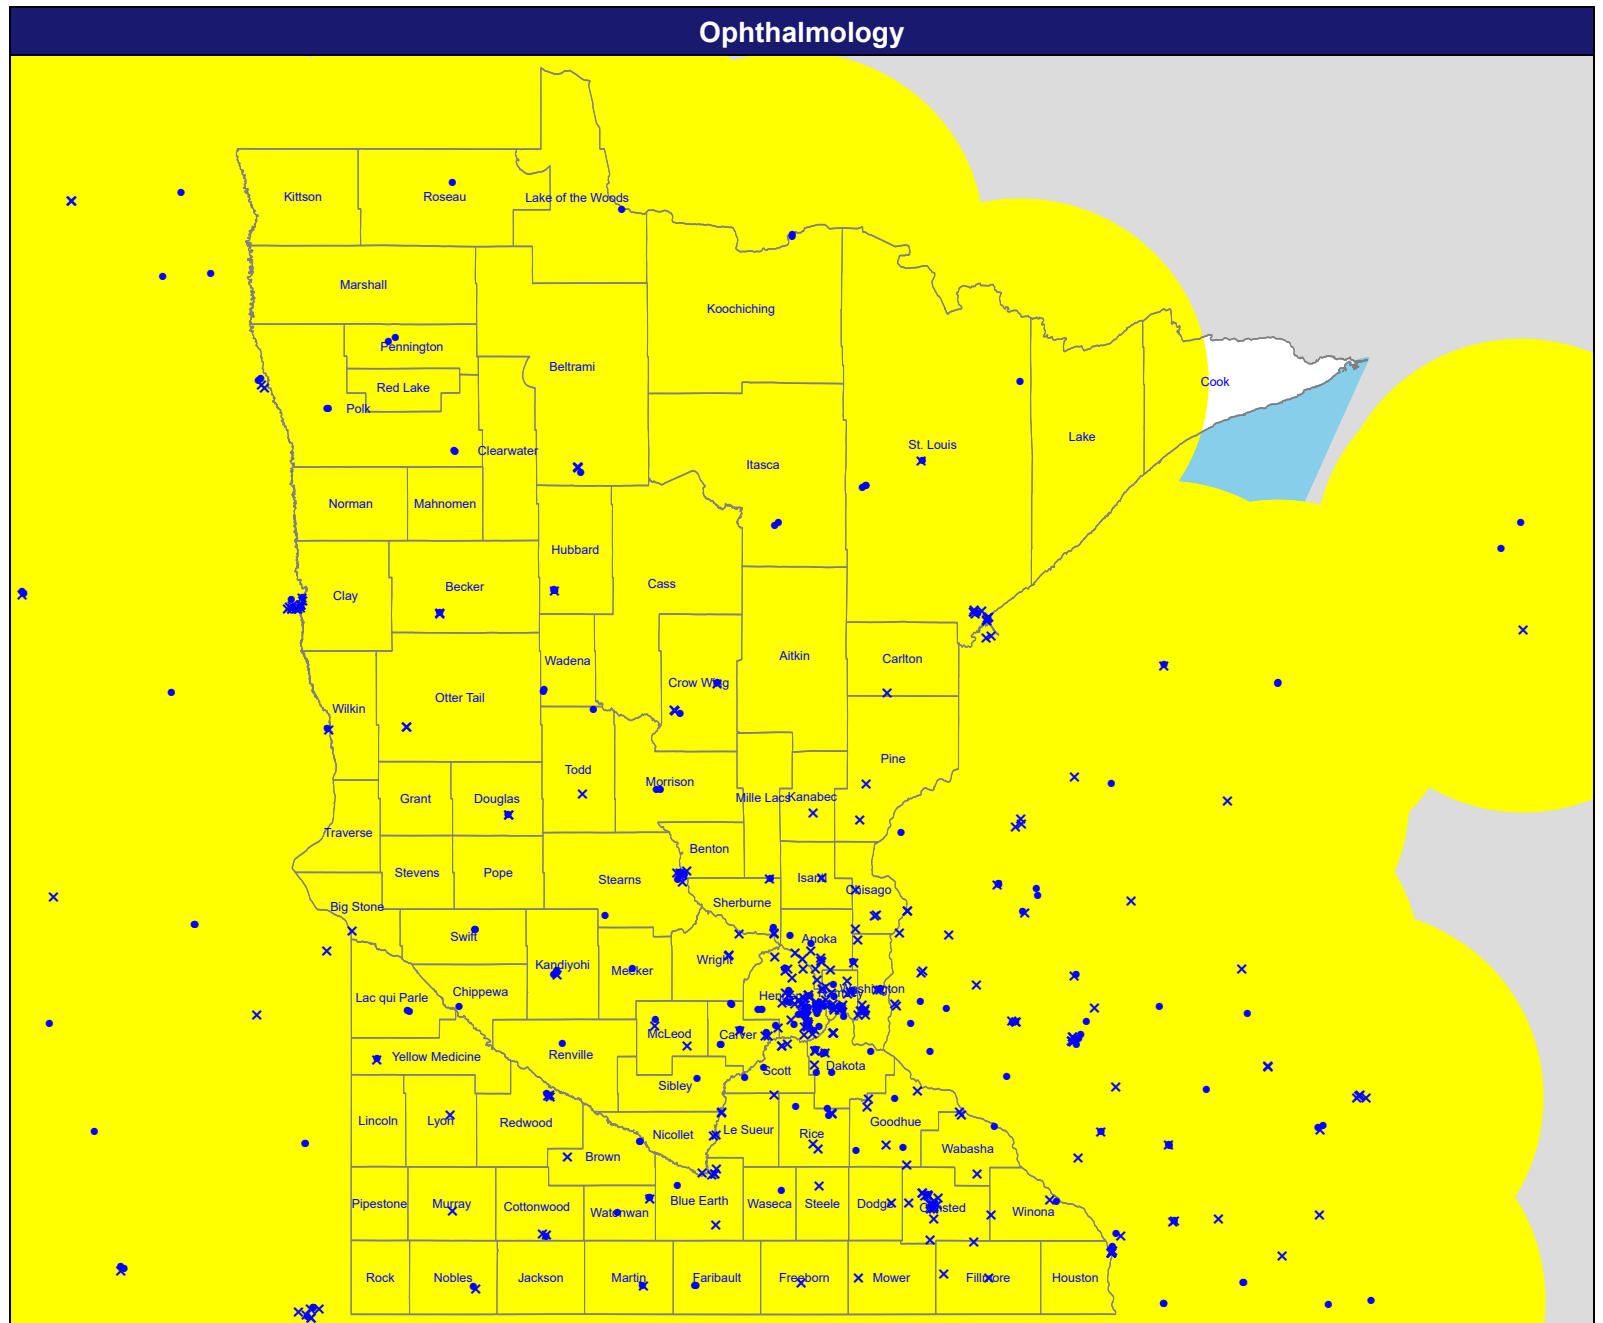 Ophthalmology
Kittson
Roseau
Lake of the Woods
Marshall
Koochiching
Pennington
Beltrami
Red Lake
Cook
Polk
Clearwater
St. Louis
Lake
Itasca
Norman
Mahnomen
Hubbard
Cass
Becker
Clay
Wadena
Aitkin
Carlton
Crow Wing
Otter Tail
Wilkin
Pine
Todd
Morrison
Grant
Douglas
Mille Lacs
Kanabec
Traverse
Benton
Stevens
Pope
Stearns
Isanti
Chisago
Sherburne
Big Stone
Swift
Anoka
Wright
Kandiyohi
Meeker
Washington
Lac qui Parle
Chippewa
McLeod
Carver
Yellow Medicine
Renville
Dakota
Scott
Sibley
Lincoln
Lyon
Redwood
Goodhue
Le Sueur
Rice
Nicollet
Wabasha
Brown
Pipestone
Murray
Cottonwood
Watonwan
Blue Earth
Waseca
Steele
Dodge
Olmsted
Winona
Rock
Nobles
Jackson
Martin
Faribault
Freeborn
Mower
Fillmore
Houston